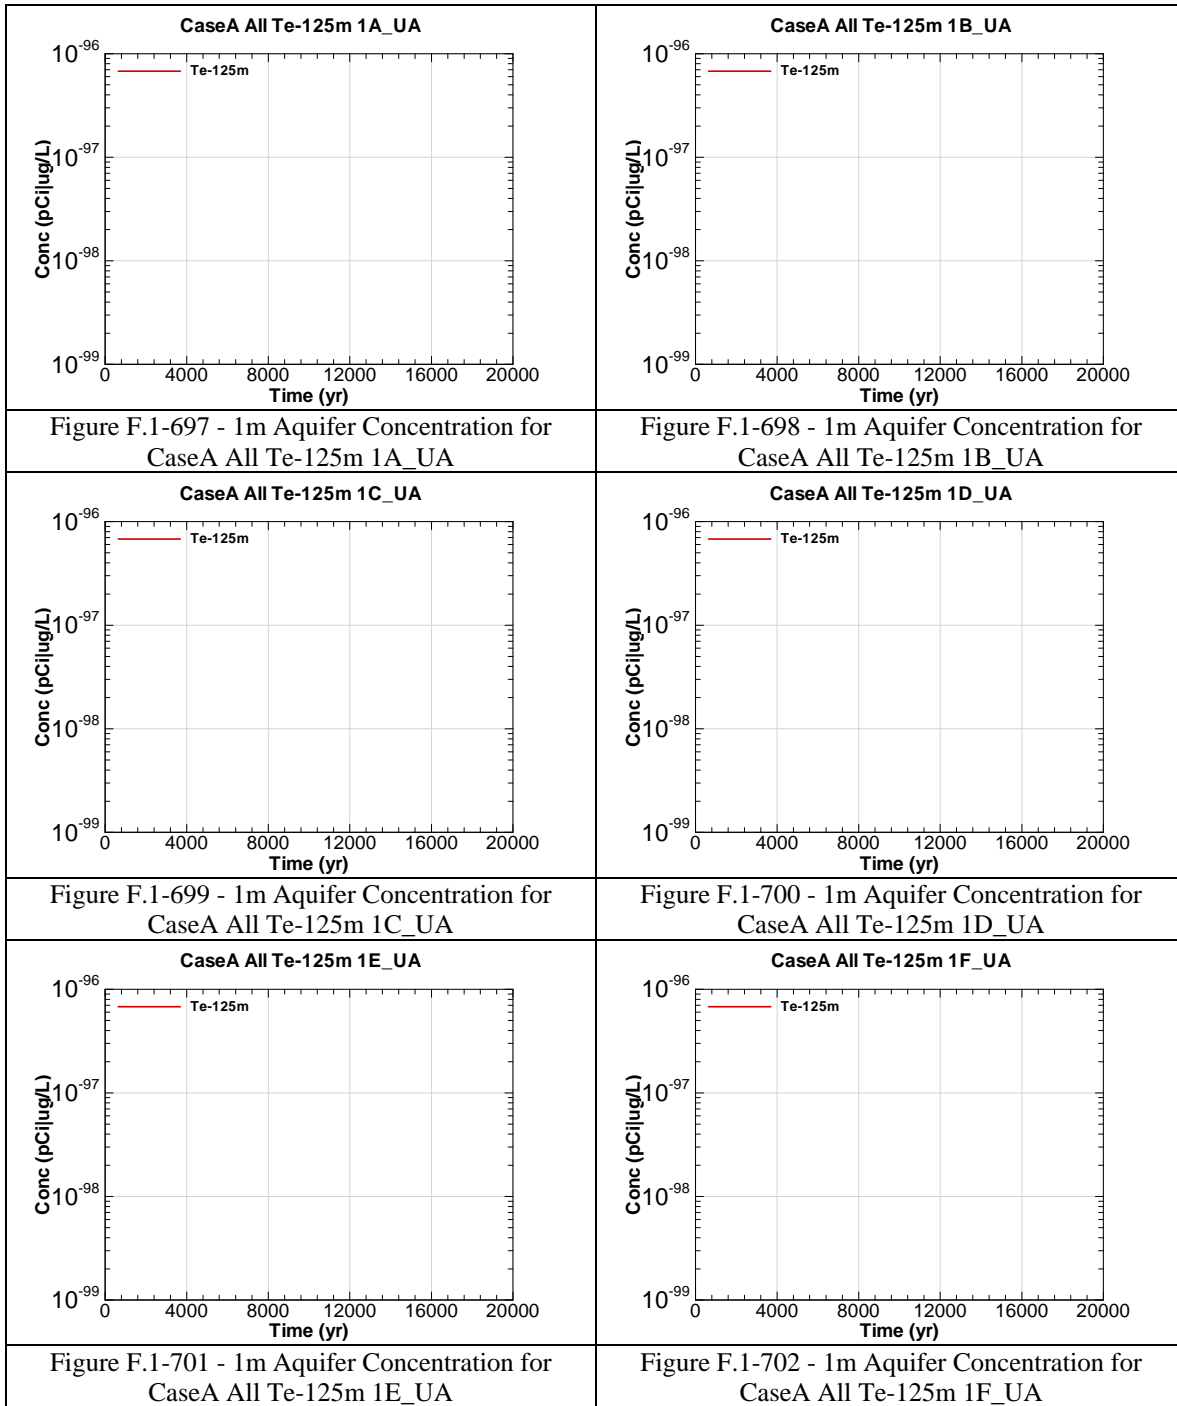 CaseA All Te-125m 1A_UA
10-96
Te-125m
10-97
Conc (pCi|ug/L)
10-98
10-99
0 4000 8000 12000 16000 20000
Time (yr)
Figure F.1-697 - 1m Aquifer Concentration for
CaseA All Te-125m 1A_UA
CaseA All Te-125m 1B_UA
10-96
Te-125m
10-97
Conc (pCi|ug/L)
10-98
10-99
0 4000 8000 12000 16000 20000
Time (yr)
Figure F.1-698 - 1m Aquifer Concentration for
CaseA All Te-125m 1B_UA
CaseA All Te-125m 1C_UA
10-96
Te-125m
10-97
Conc (pCi|ug/L)
10-98
10-99
0 4000 8000 12000 16000 20000
Time (yr)
Figure F.1-699 - 1m Aquifer Concentration for
CaseA All Te-125m 1C_UA
CaseA All Te-125m 1D_UA
10-96
Te-125m
10-97
Conc (pCi|ug/L)
10-98
10-99
0 4000 8000 12000 16000 20000
Time (yr)
Figure F.1-700 - 1m Aquifer Concentration for
CaseA All Te-125m 1D_UA
CaseA All Te-125m 1E_UA
10-96
Te-125m
10-97
Conc (pCi|ug/L)
10-98
10-99
0 4000 8000 12000 16000 20000
Time (yr)
Figure F.1-701 - 1m Aquifer Concentration for
CaseA All Te-125m 1E_UA
CaseA All Te-125m 1F_UA
10-96
Te-125m
10-97
Conc (pCi|ug/L)
10-98
10-99
0 4000 8000 12000 16000 20000
Time (yr)
Figure F.1-702 - 1m Aquifer Concentration for
CaseA All Te-125m 1F_UA